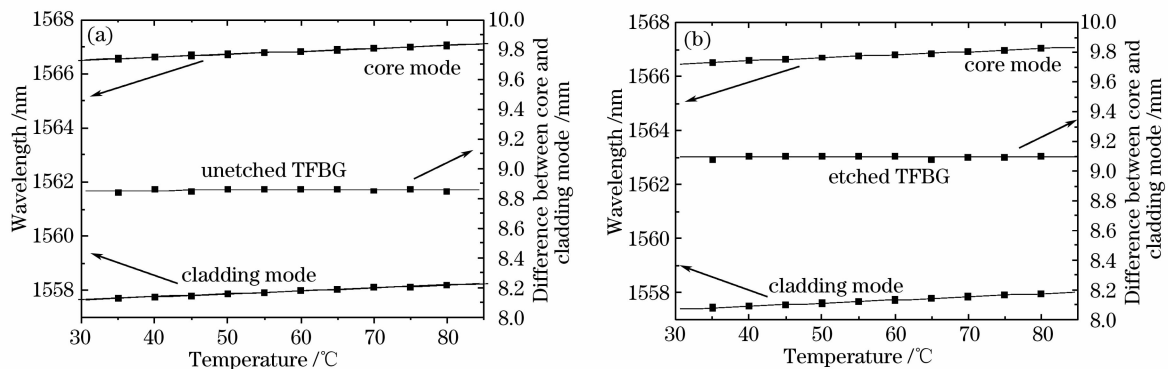 (a)
1568
1566
1564
1562
1560
1558
Wavelength /nm
core mode
unetched TFBG
cladding mode
10.0
9.8
9.6
9.4
9.2
9.0
8.8
8.6
8.4
8.2
8.0
Difference between core and
cladding mode /mm
30 40 50 60 70 80
Temperature /℃
(b)
1568
1566
1564
1563
1562
1560
1558
Wavelength /nm
core mode
etched TFBG
cladding mode
10.0
9.8
9.6
9.4
9.2
9.0
8.8
8.6
8.4
8.2
8.0
Difference between core and
cladding mode /mm
30 40 50 60 70 80
Temperature /℃